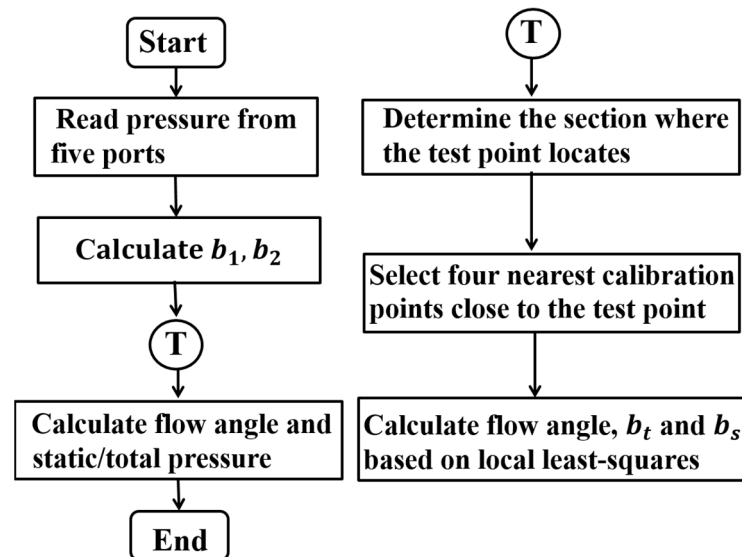 Start
Read pressure from
five ports
Calculate b₁, b₂
T
Calculate flow angle and
static/total pressure
End
T
Determine the section where
the test point locates
Select four nearest calibration
points close to the test point
Calculate flow angle, bₜ and bₛ
based on local least-squares